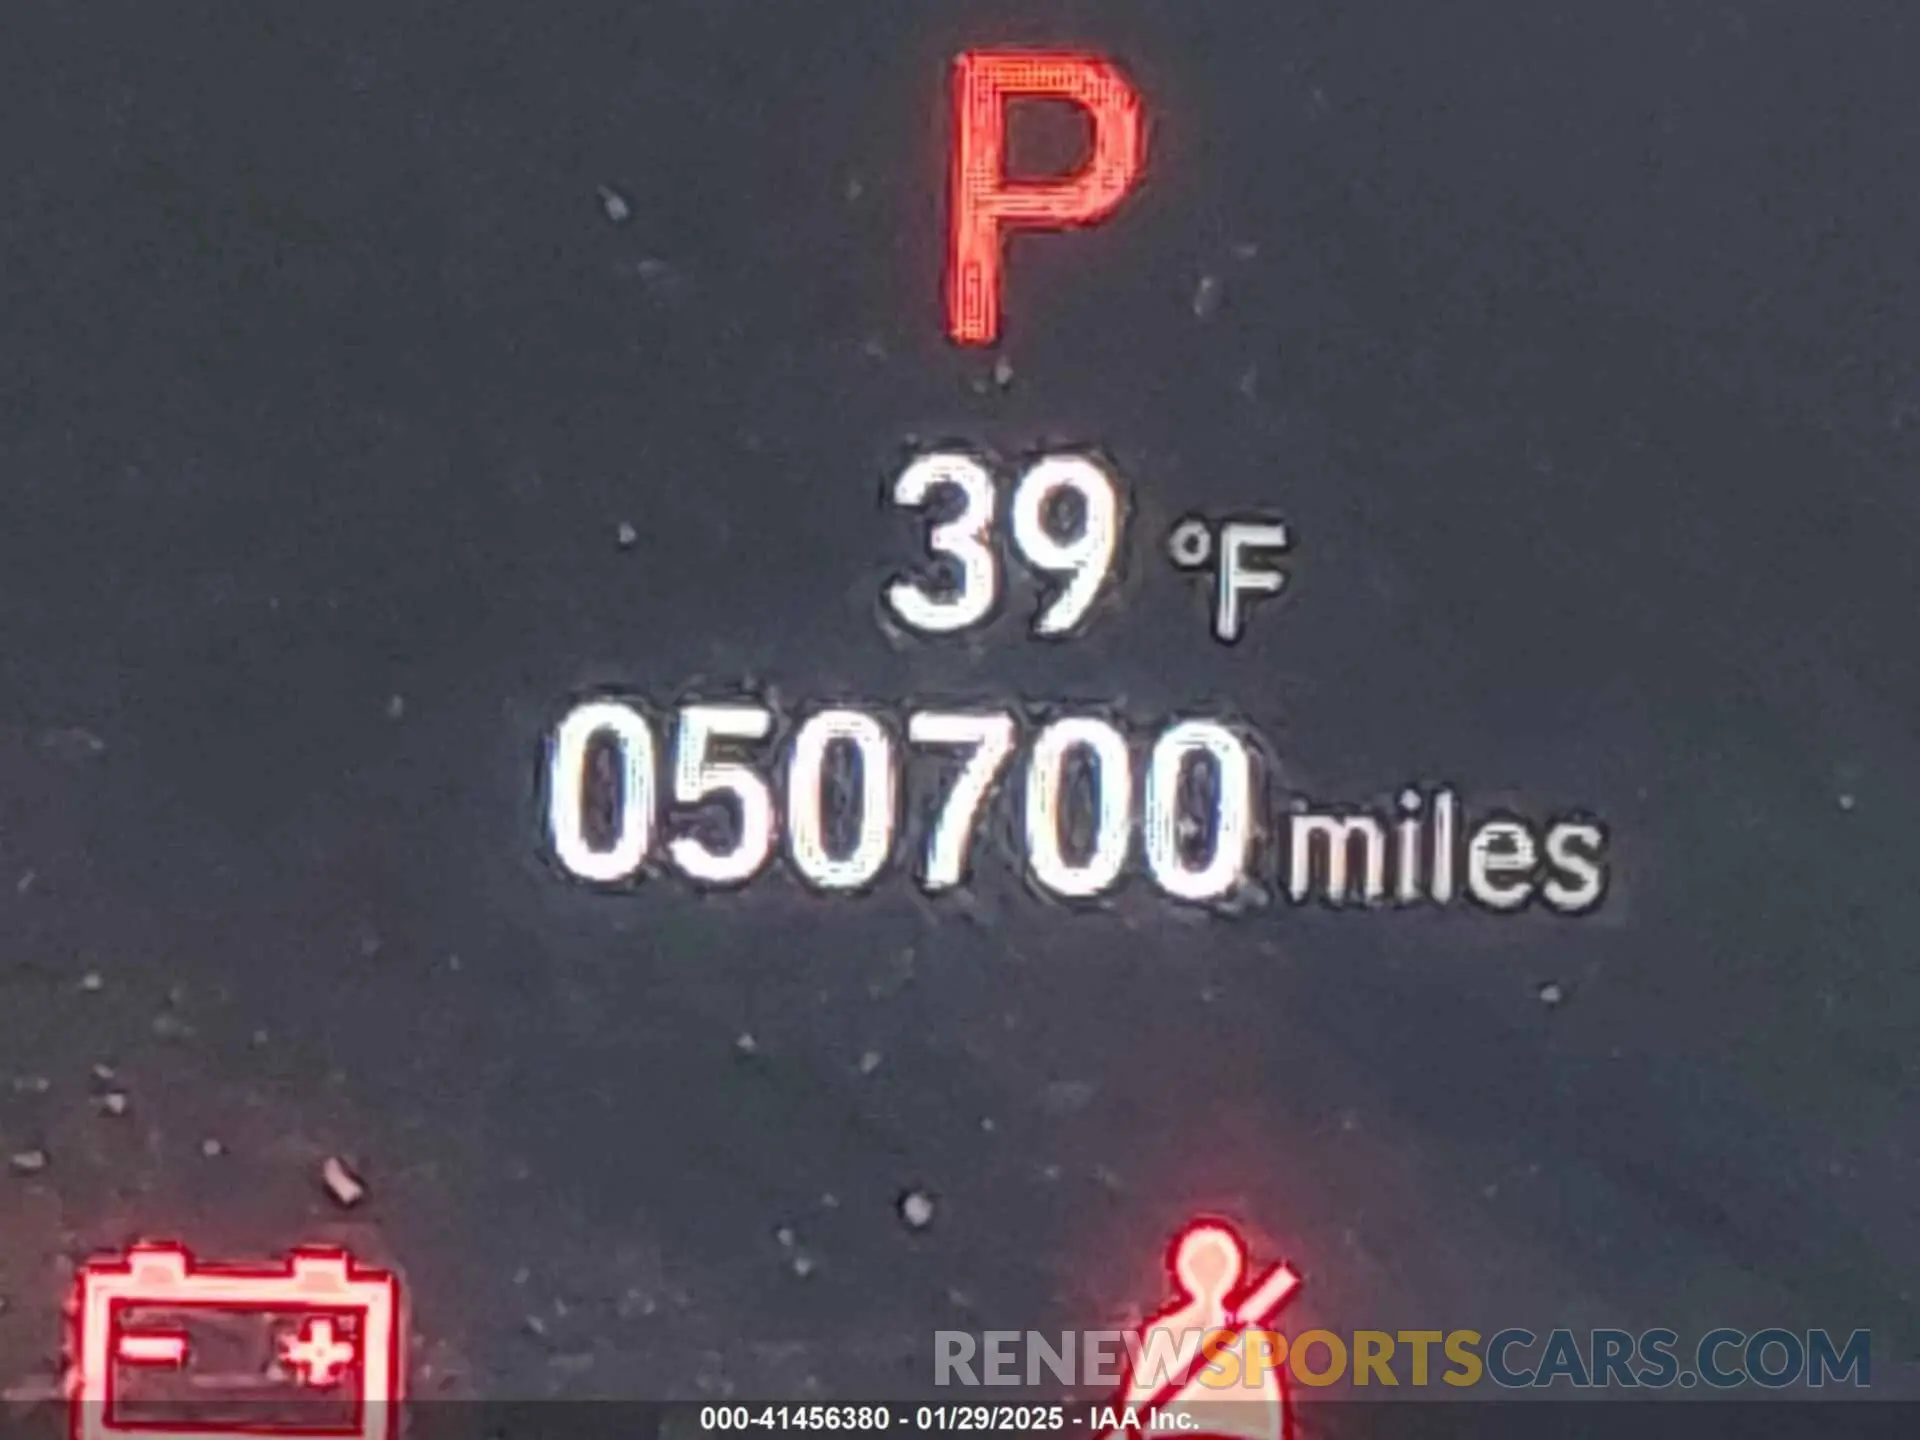 P
39 °F
050700 miles
RENEWSPORTSCARS.COM
000-41456380 - 01/29/2025 - IAA Inc.